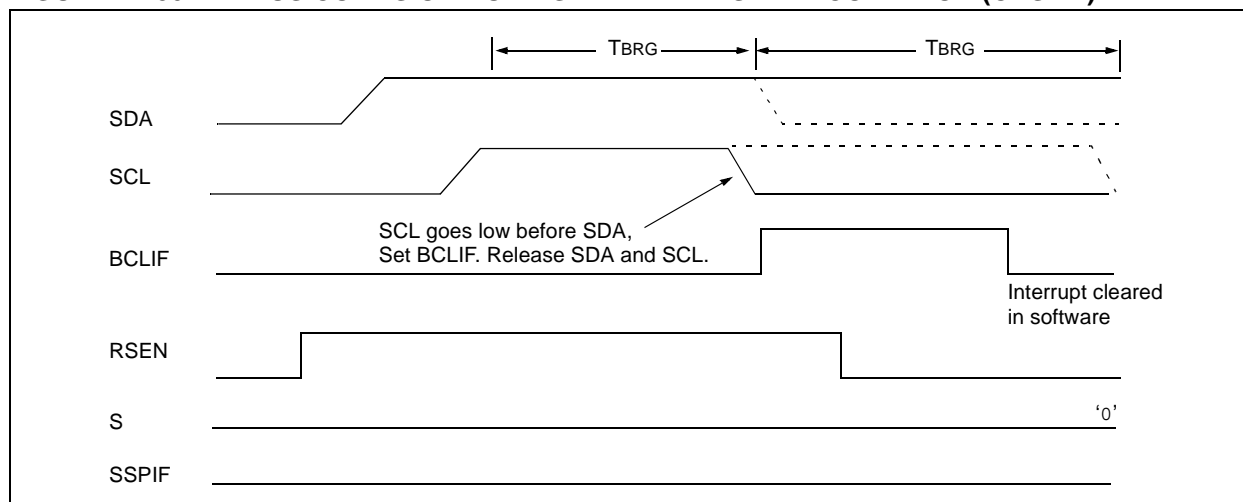 TBRG TBRG
SDA
SCL
SCL goes low before SDA,
Set BCLIF. Release SDA and SCL.
BCLIF
Interrupt cleared
in software
RSEN
S ‘0’
SSPIF